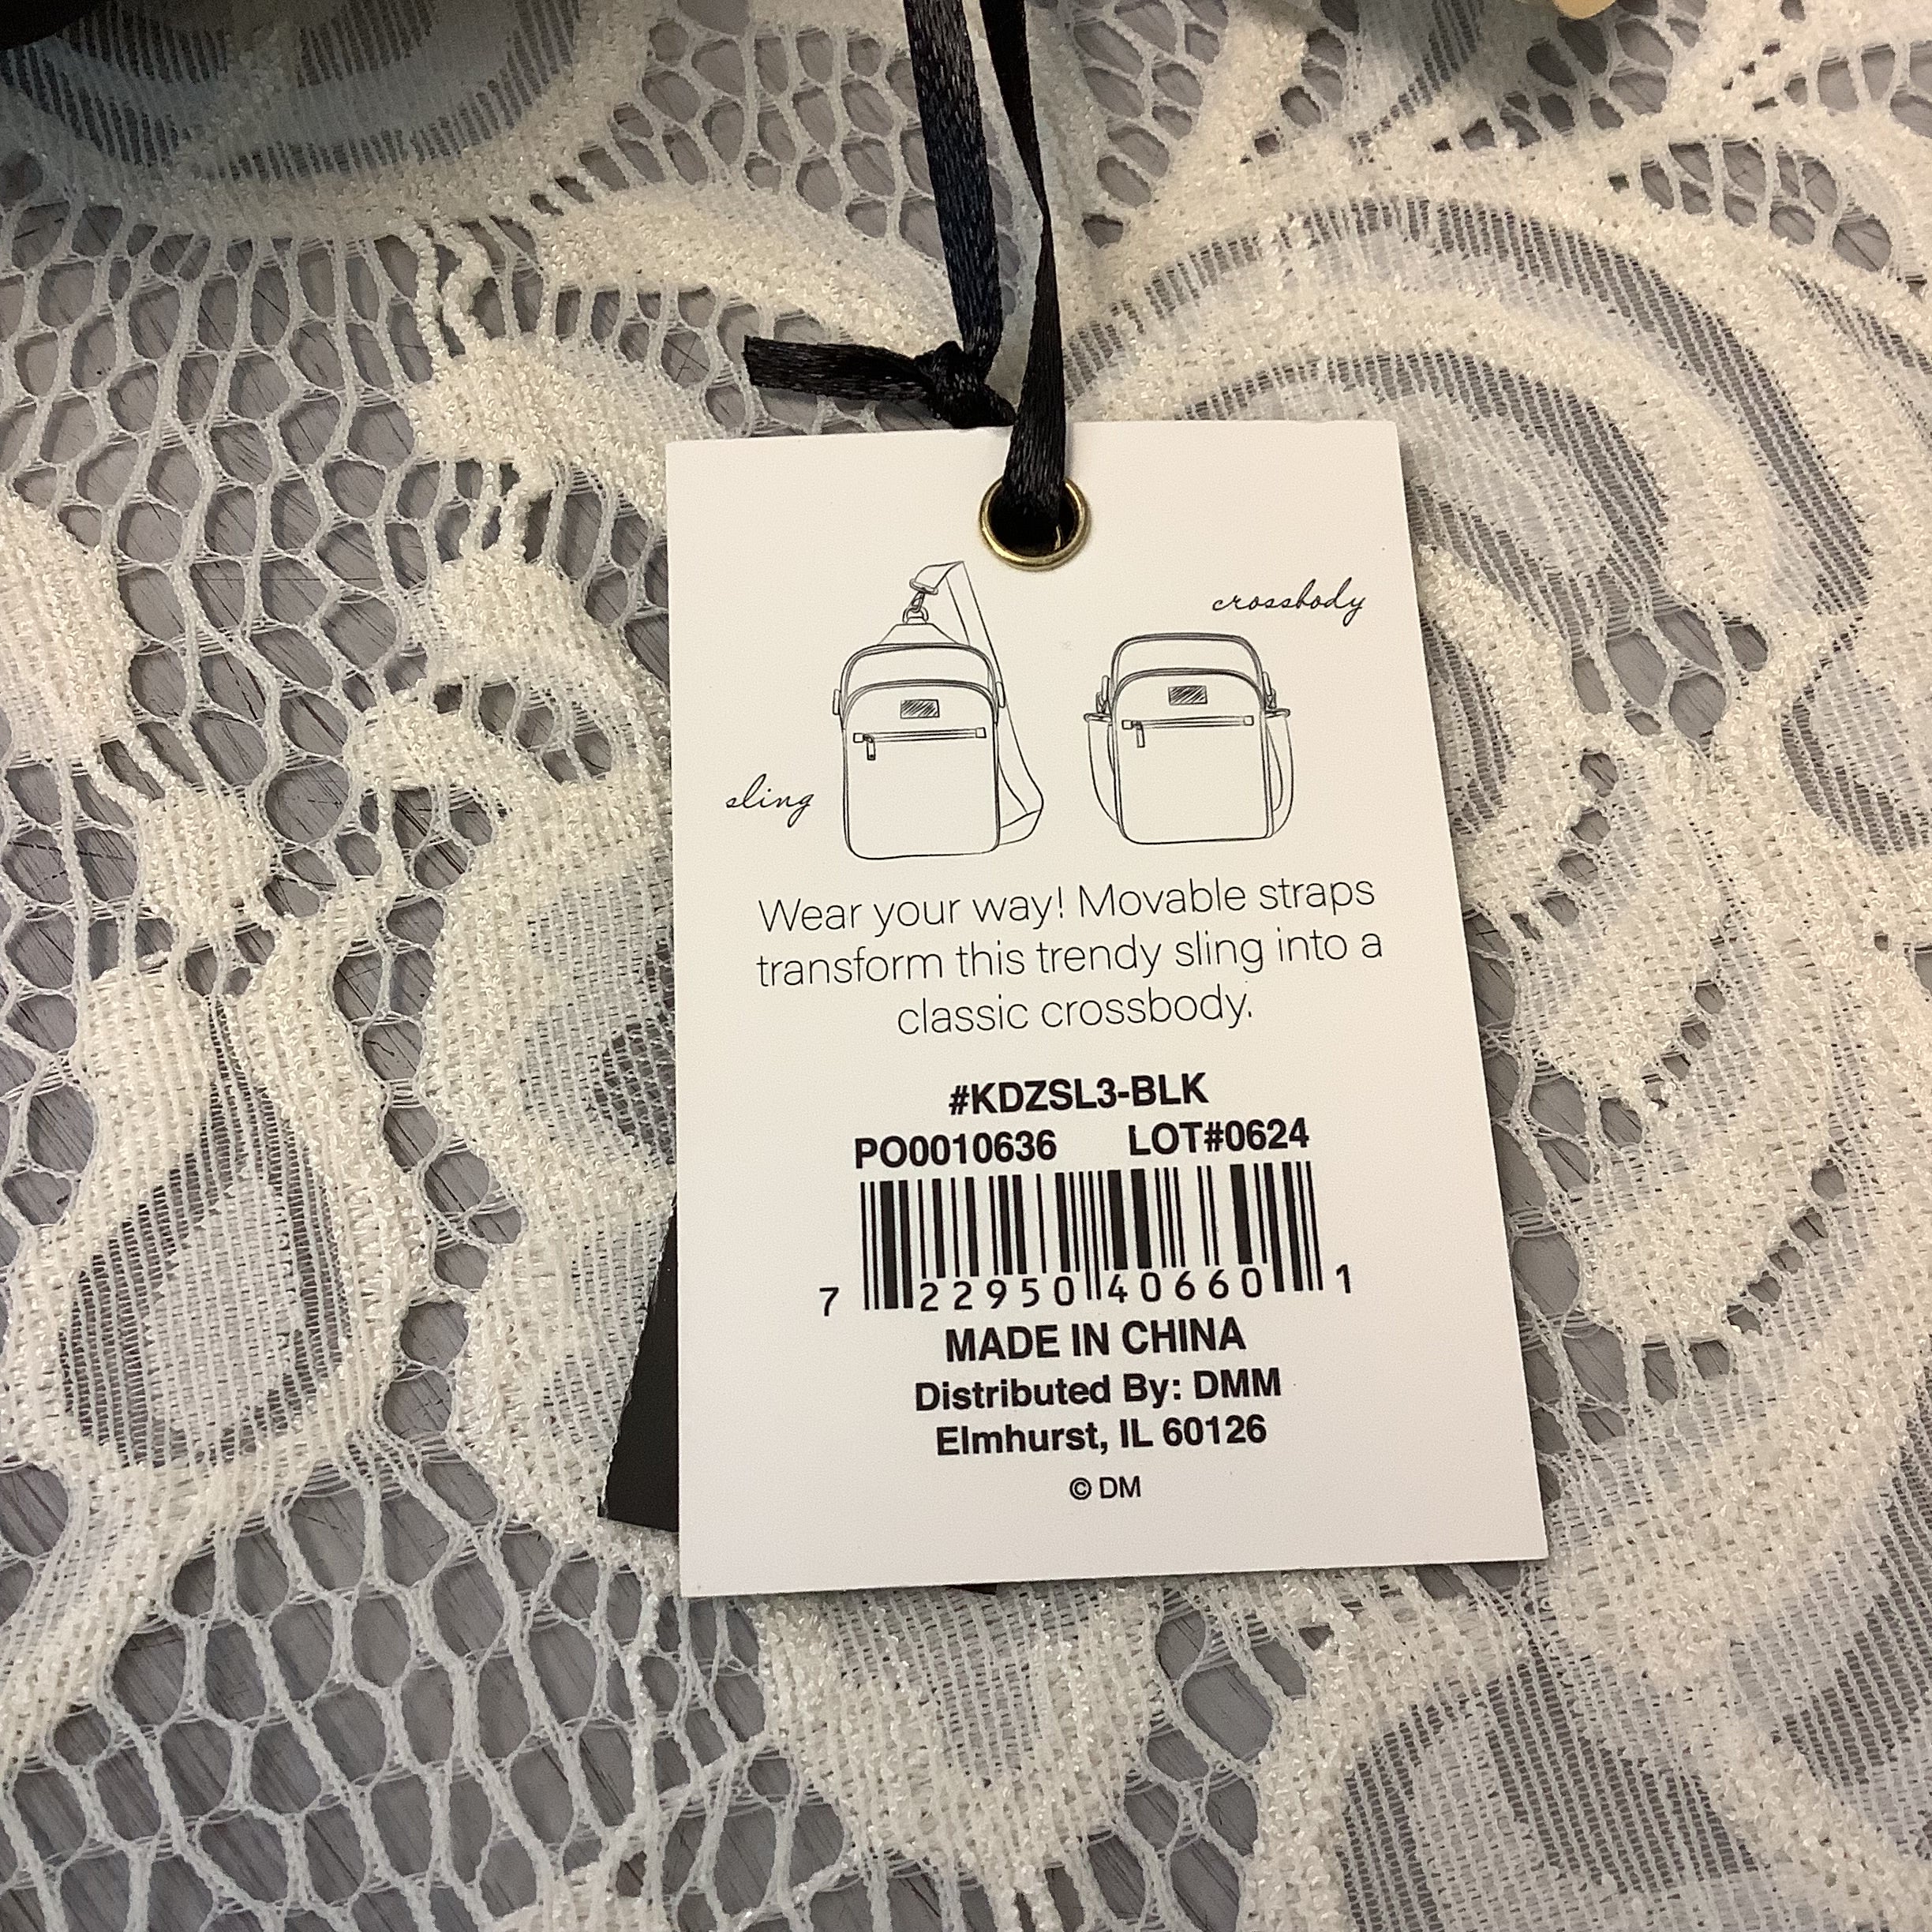 crossbody
sling
Wear your way! Movable straps
transform this trendy sling into a
classic crossbody.
#KDZSL3-BLK
PO0010636 LOT#0624
7 22950 40660 1
MADE IN CHINA
Distributed By: DMM
Elmhurst, IL 60126
© DM